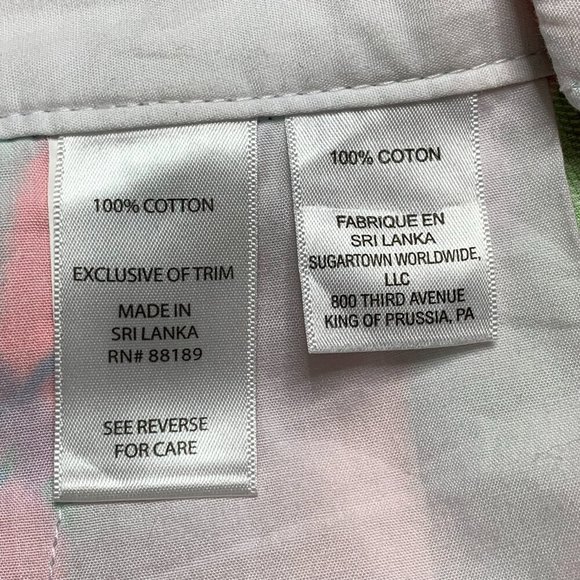 100% COTTON
EXCLUSIVE OF TRIM
MADE IN
SRI LANKA
RN# 88189
SEE REVERSE
FOR CARE
100% COTON
FABRIQUE EN
SRI LANKA
SUGARTOWN WORLDWIDE,
LLC
800 THIRD AVENUE
KING OF PRUSSIA, PA